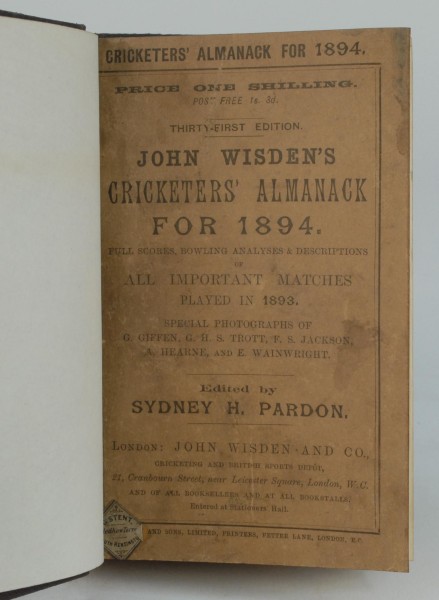 CRICKETERS' ALMANACK FOR 1894.
PRICE ONE SHILLING.
POST FREE 1s. 3d.
THIRTY-FIRST EDITION.
JOHN WISDEN'S
CRICKETERS' ALMANACK
FOR 1894.
FULL SCORES, BOWLING ANALYSES & DESCRIPTIONS
OF
ALL IMPORTANT MATCHES
PLAYED IN 1893.
SPECIAL PHOTOGRAPHS OF
G. GIFFEN, G. H. S. TROTT, F. S. JACKSON,
A. HEARNE, AND E. WAINWRIGHT.
Edited by
SYDNEY H. PARDON.
LONDON: JOHN WISDEN AND CO.,
CRICKETING AND BRITISH SPORTS DEPÔT,
21, Cranbourn Street, near Leicester Square, London, W.C.
AND OF ALL BOOKSELLERS AND AT ALL BOOKSTALLS.
Entered at Stationers' Hall.
AND SONS, LIMITED, PRINTERS, FETTER LANE, LONDON, E.C.